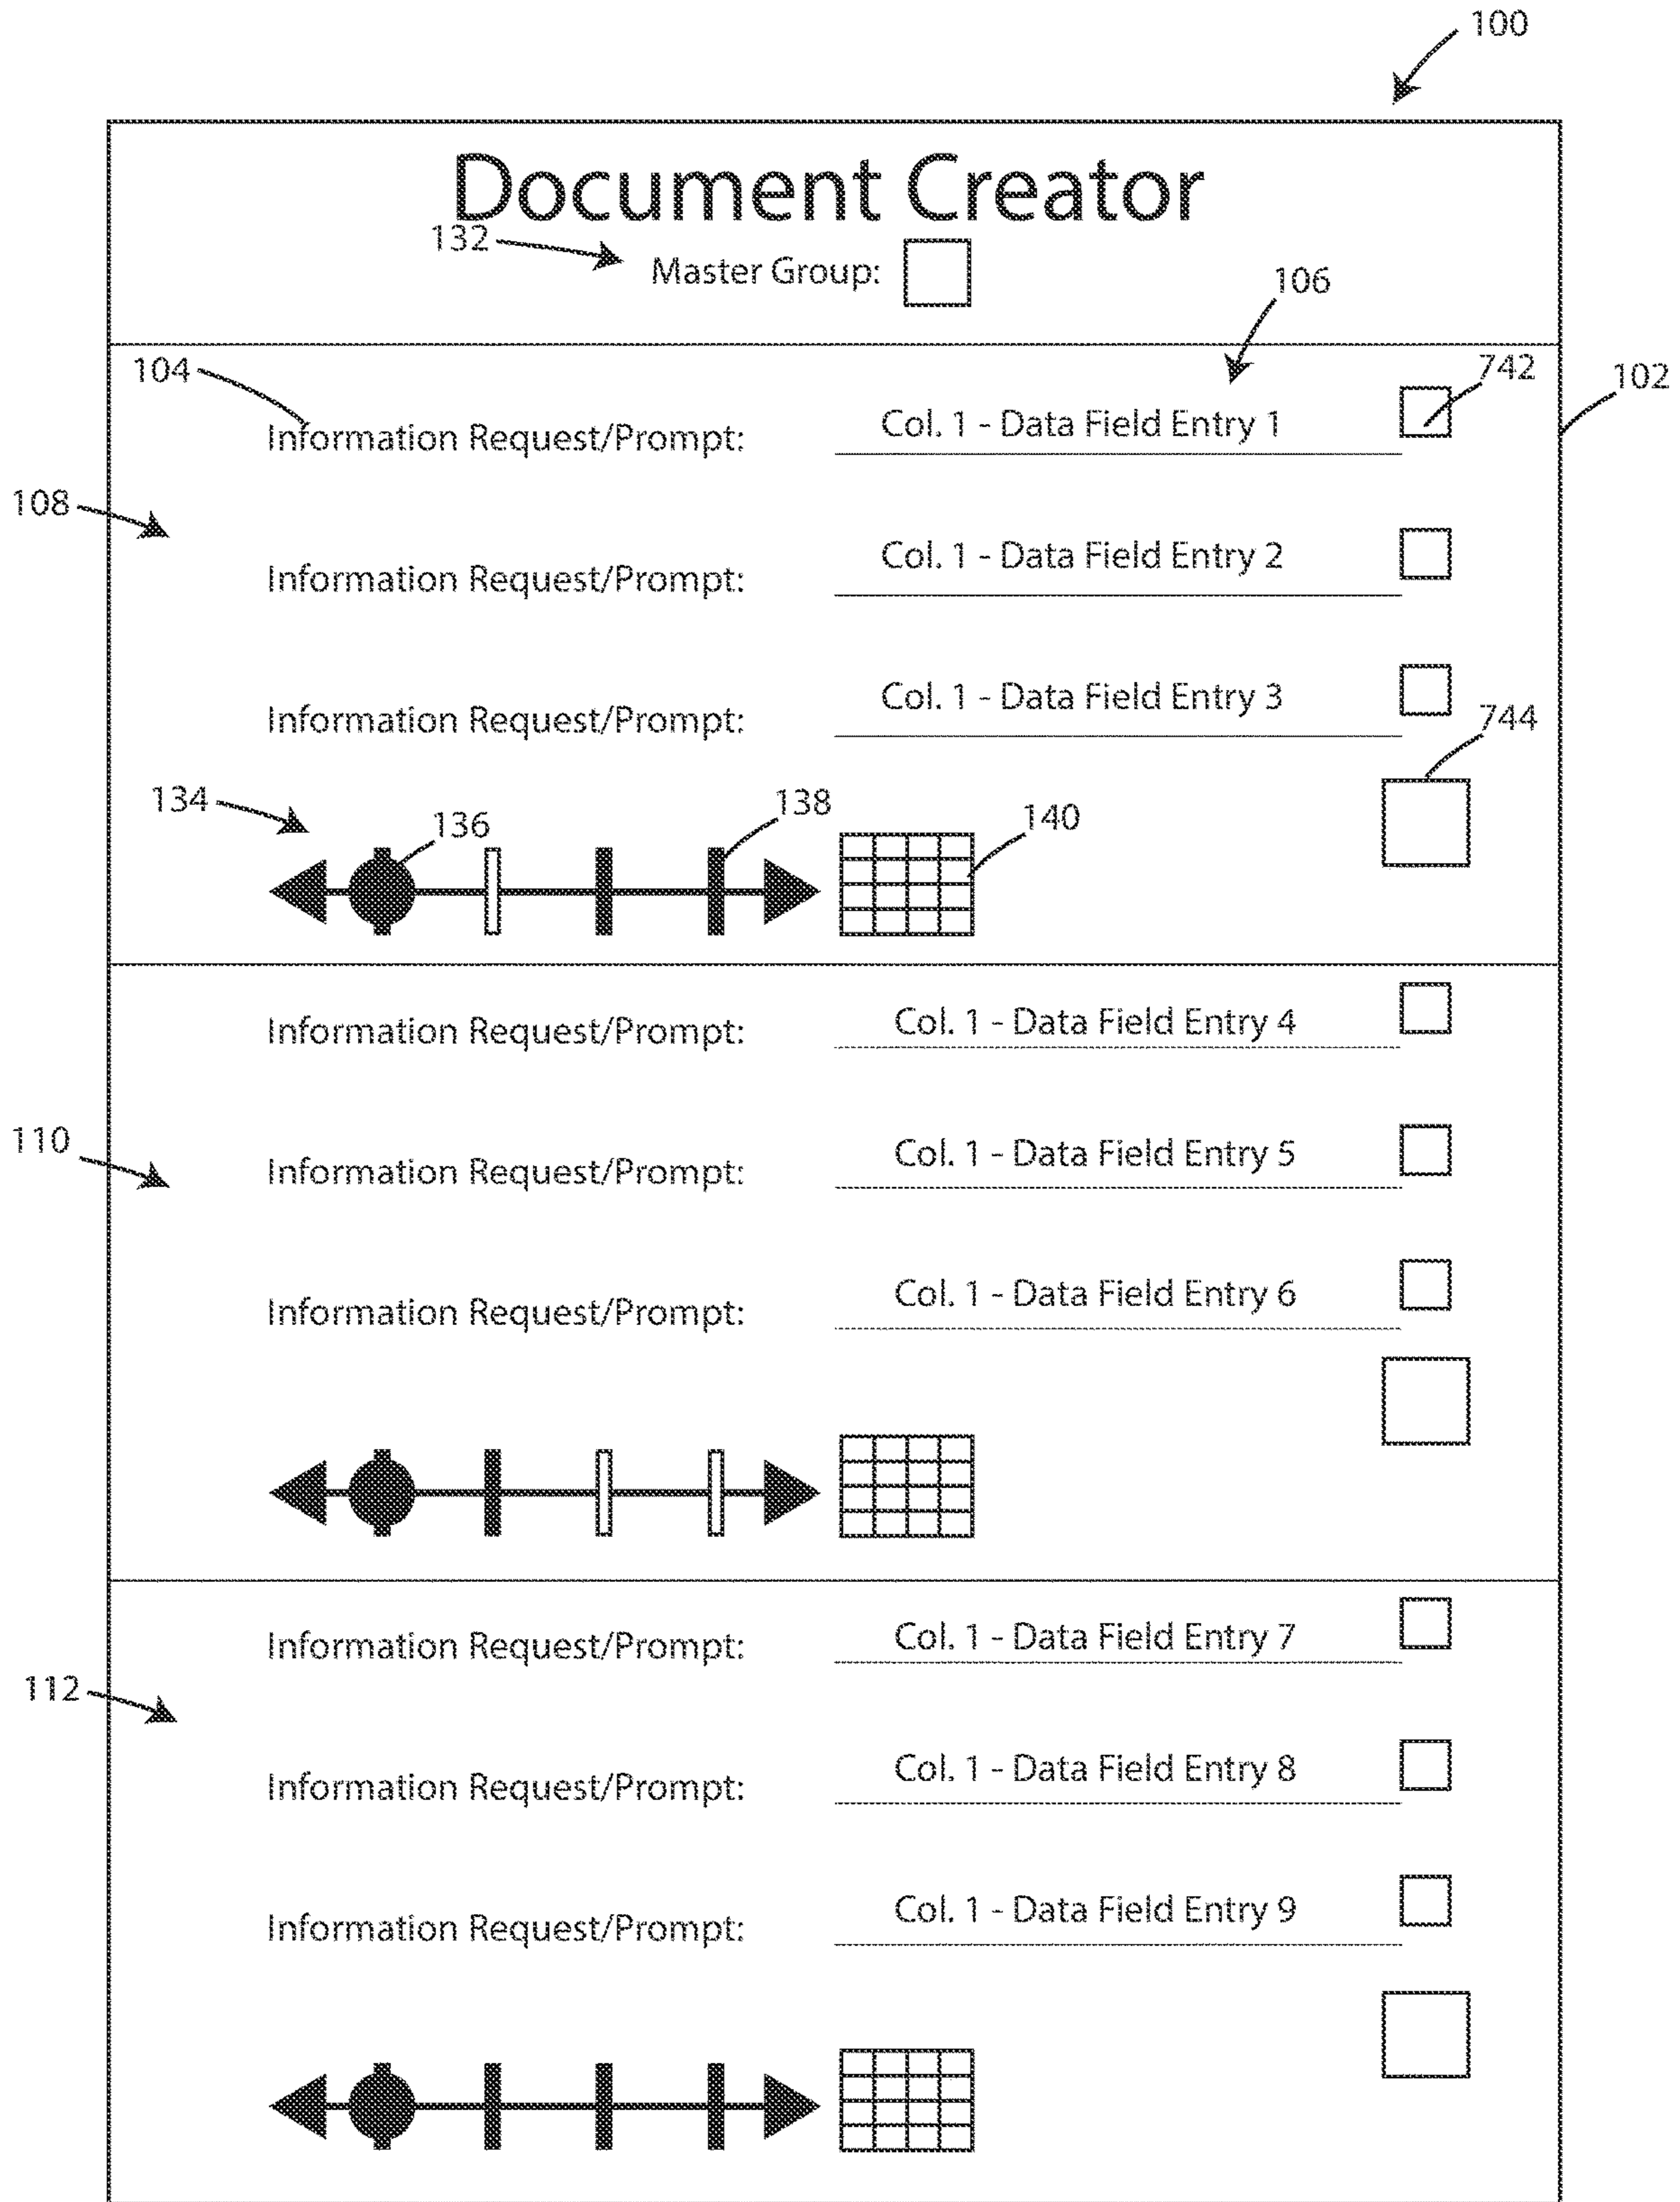 100
Document Creator
132
Master Group:
106
104
742
102
Information Request/Prompt: Col. 1 - Data Field Entry 1
108
Information Request/Prompt: Col. 1 - Data Field Entry 2
Information Request/Prompt: Col. 1 - Data Field Entry 3
744
134
136
138
140
Information Request/Prompt: Col. 1 - Data Field Entry 4
110
Information Request/Prompt: Col. 1 - Data Field Entry 5
Information Request/Prompt: Col. 1 - Data Field Entry 6
Information Request/Prompt: Col. 1 - Data Field Entry 7
112
Information Request/Prompt: Col. 1 - Data Field Entry 8
Information Request/Prompt: Col. 1 - Data Field Entry 9